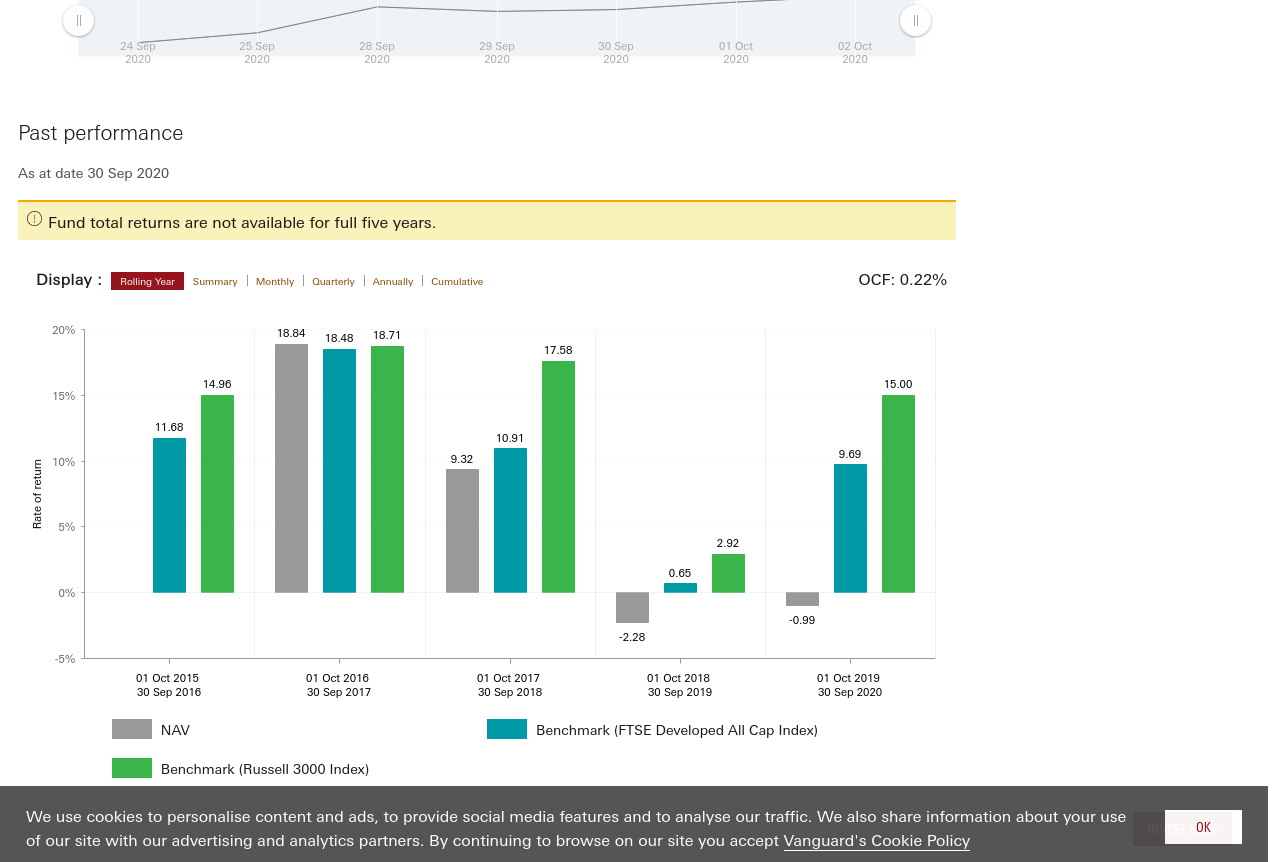 24 Sep 2020
25 Sep 2020
28 Sep 2020
29 Sep 2020
30 Sep 2020
01 Oct 2020
02 Oct 2020
Past performance
As at date 30 Sep 2020
Fund total returns are not available for full five years.
Display : Rolling Year Summary Monthly Quarterly Annually Cumulative OCF: 0.22%
20%
15%
10%
5%
0%
-5%
Rate of return
11.68
14.96
18.84
18.48
18.71
9.32
10.91
17.58
-2.28
0.65
2.92
-0.99
9.69
15.00
01 Oct 2015
30 Sep 2016
01 Oct 2016
30 Sep 2017
01 Oct 2017
30 Sep 2018
01 Oct 2018
30 Sep 2019
01 Oct 2019
30 Sep 2020
NAV
Benchmark (FTSE Developed All Cap Index)
Benchmark (Russell 3000 Index)
We use cookies to personalise content and ads, to provide social media features and to analyse our traffic. We also share information about your use
of our site with our advertising and analytics partners. By continuing to browse on our site you accept Vanguard's Cookie Policy
OK